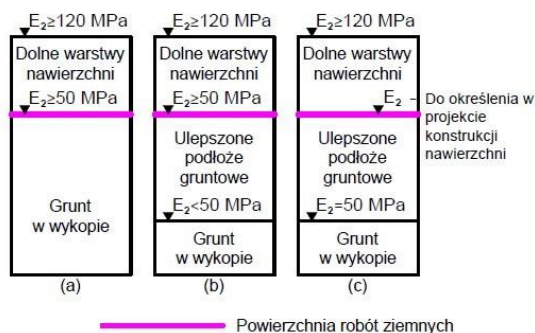 E₂≥120 MPa
Dolne warstwy
nawierzchni
E₂≥50 MPa
Grunt
w wykopie
(a)
E₂≥120 MPa
Dolne warstwy
nawierzchni
E₂≥50 MPa
Ulepszone
podłoże
gruntowe
E₂<50 MPa
Grunt
w wykopie
(b)
E₂≥120 MPa
Dolne warstwy
nawierzchni
E₂ - Do określenia w
projekcie
konstrukcji
nawierzchni
Ulepszone
podłoże
gruntowe
E₂=50 MPa
Grunt
w wykopie
(c)
Powierzchnia robót ziemnych